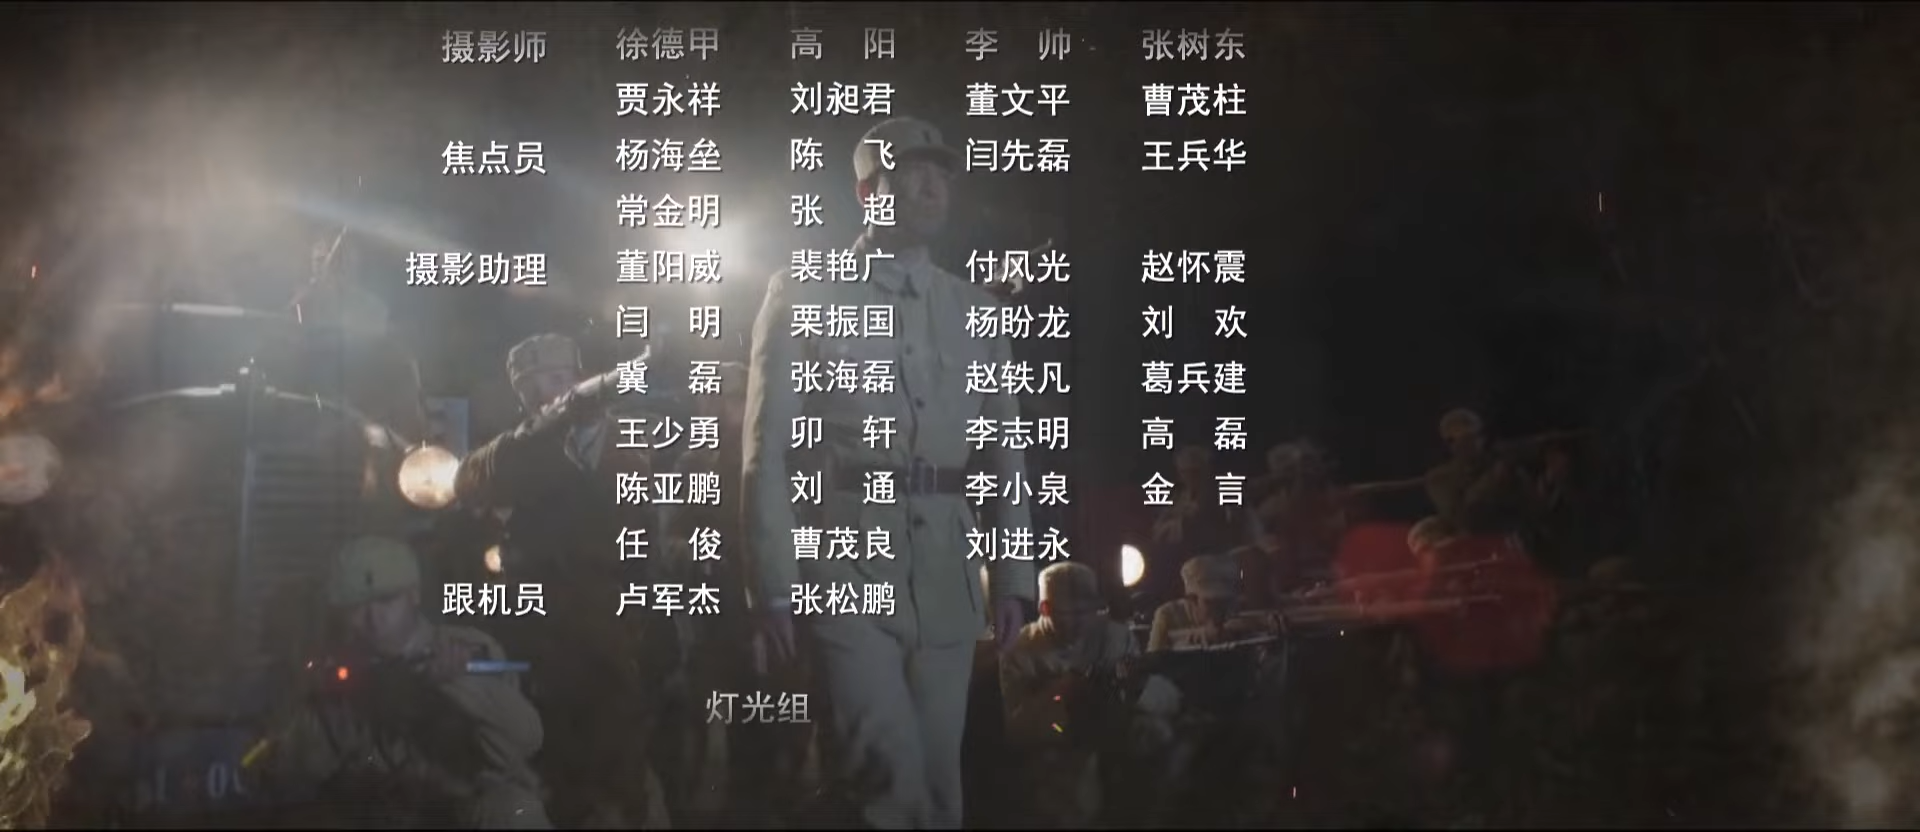 摄影师 徐德甲 高 阳 李 帅 张树东
贾永祥 刘昶君 董文平 曹茂柱
焦点员 杨海垒 陈 飞 闫先磊 王兵华
常金明 张 超
摄影助理 董阳威 裴艳广 付风光 赵怀震
闫 明 栗振国 杨盼龙 刘 欢
冀 磊 张海磊 赵轶凡 葛兵建
王少勇 卯 轩 李志明 高 磊
陈亚鹏 刘 通 李小泉 金 言
任 俊 曹茂良 刘进永
跟机员 卢军杰 张松鹏
灯光组